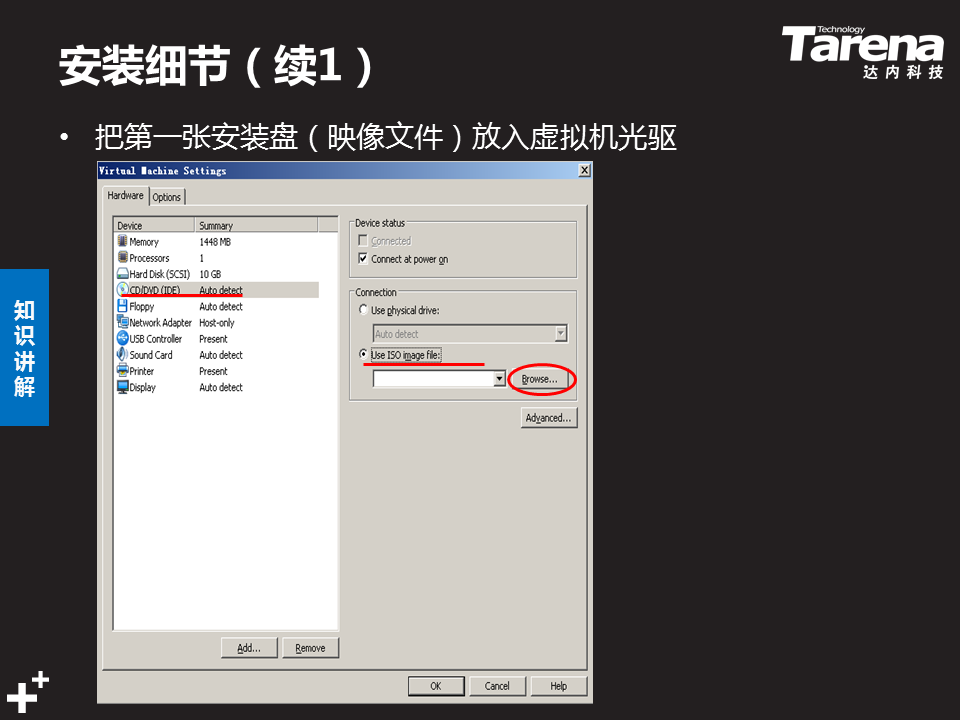 Technology
Tarena
达内科技
安装细节（续1）
• 把第一张安装盘（映像文件）放入虚拟机光驱
知识讲解
Virtual Machine Settings
Hardware Options
Device Summary
Memory 1448 MB
Processors 1
Hard Disk (SCSI) 10 GB
CD/DVD (IDE) Auto detect
Floppy Auto detect
Network Adapter Host-only
USB Controller Present
Sound Card Auto detect
Printer Present
Display Auto detect
Add... Remove
Device status
Connected
Connect at power on
Connection
Use physical drive:
Auto detect
Use ISO image file:
Browse...
Advanced...
OK Cancel Help